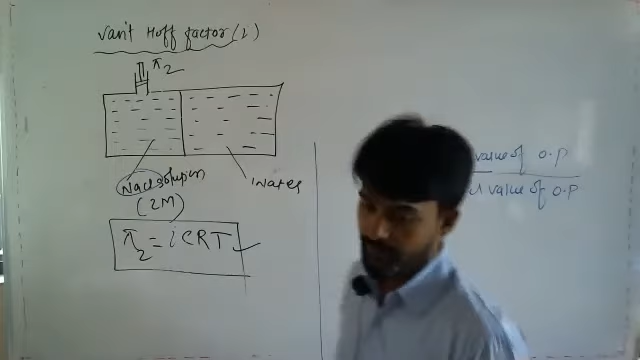 Van't Hoff factor (i)
π2
NaCl solution
water
(2M)
π2 = iCRT
value of O.P
value of O.P